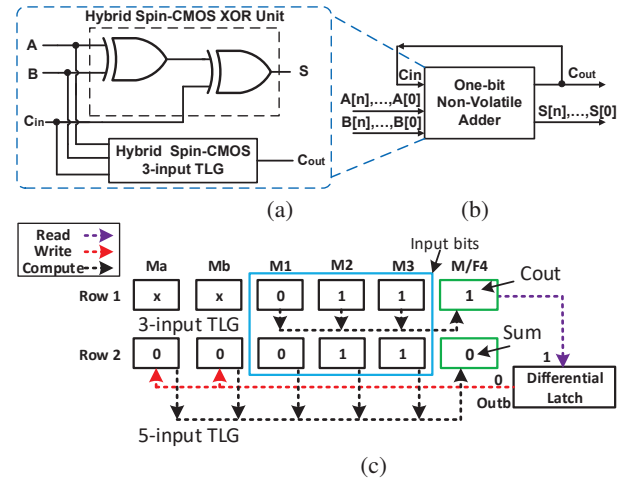 Hybrid Spin-CMOS XOR Unit
A
B
Cin
S
Hybrid Spin-CMOS
3-input TLG
Cout
(a)
Cin
A[n],...,A[0]
B[n],...,B[0]
One-bit
Non-Volatile
Adder
Cout
S[n],...,S[0]
(b)
Read
Write
Compute
Ma Mb M1 M2 M3 M/F4
Input bits
Row 1 x x 0 1 1 1
Cout
3-input TLG
Row 2 0 0 0 1 1 0
Sum
1
0
Outb
Differential
Latch
5-input TLG
(c)